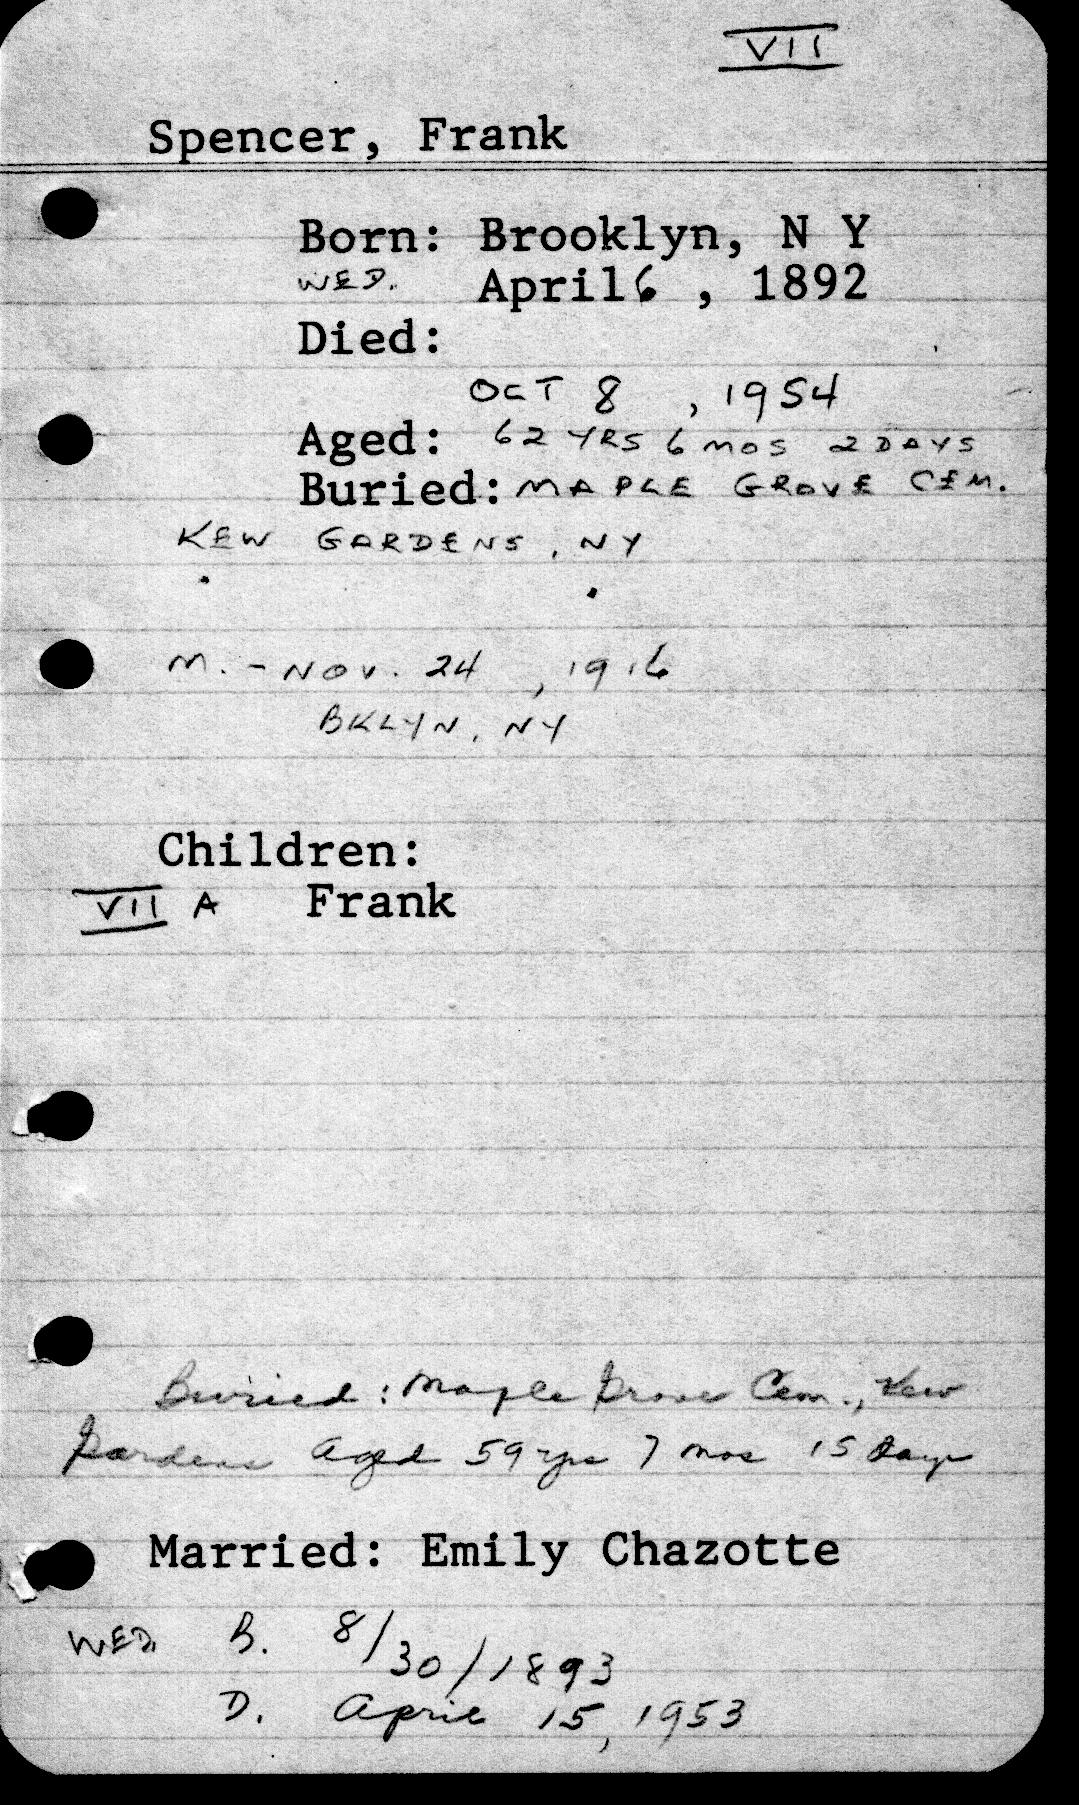 VII
Spencer, Frank
Born: Brooklyn, N Y
WED. April 6 , 1892
Died:
OCT 8 , 1954
Aged: 62 YRS 6 MOS 2 DAYS
Buried: MAPLE GROVE CEM.
KEW GARDENS, NY
M. - NOV. 24 , 1916
BKLYN, NY
Children:
VII A Frank
Buried: Maple Grove Cem., Kew
Gardens Aged 59 yrs 7 mos 15 days
Married: Emily Chazotte
WED. B. 8/30/1893
D. April 15, 1953